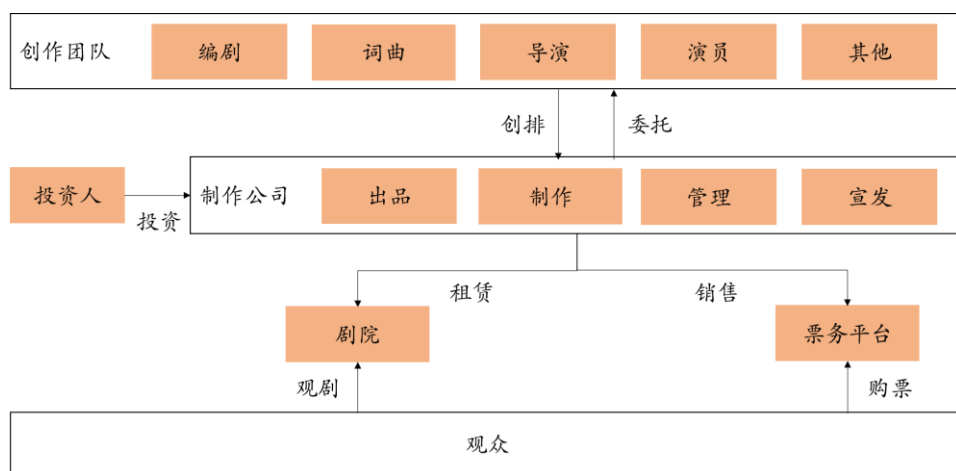 创作团队 编剧 词曲 导演 演员 其他
创排 委托
投资人 投资 制作公司 出品 制作 管理 宣发
租赁 销售
剧院 票务平台
观剧 购票
观众